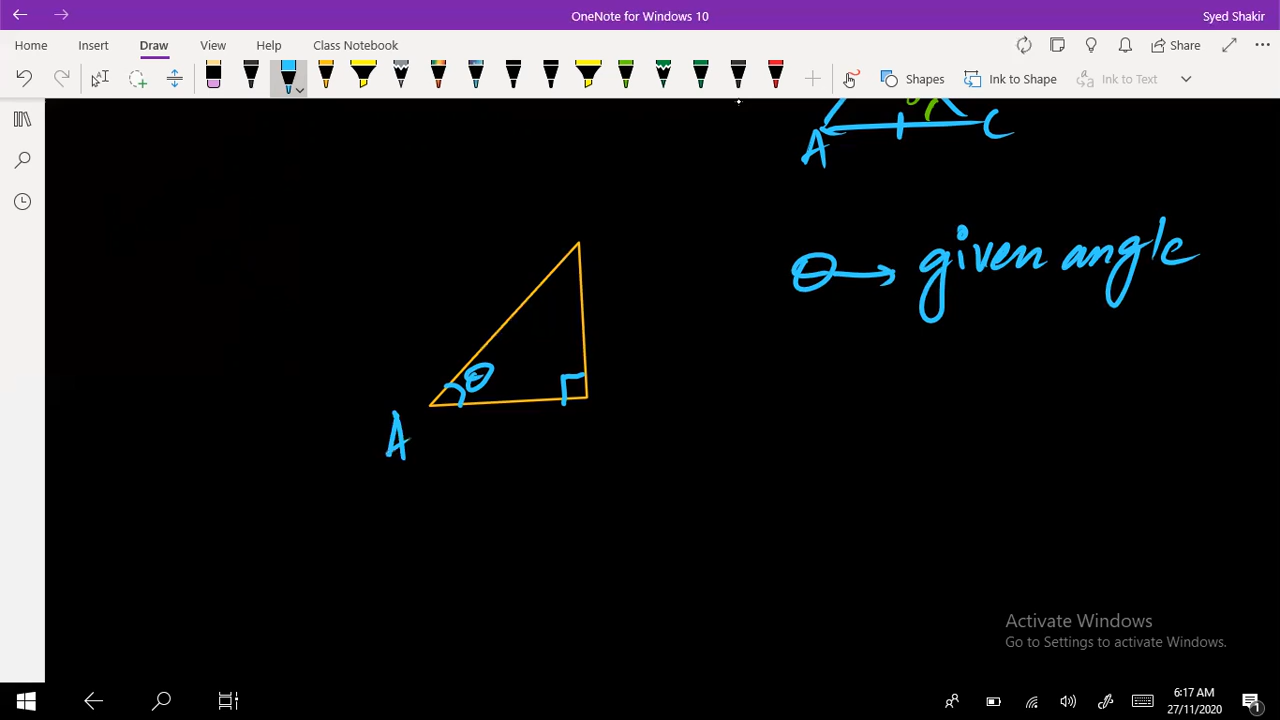 OneNote for Windows 10
Syed Shakir
Home Insert Draw View Help Class Notebook
Share
Shapes Ink to Shape Ink to Text
A C
θ → given angle
θ
A
Activate Windows
Go to Settings to activate Windows.
6:17 AM
27/11/2020
1